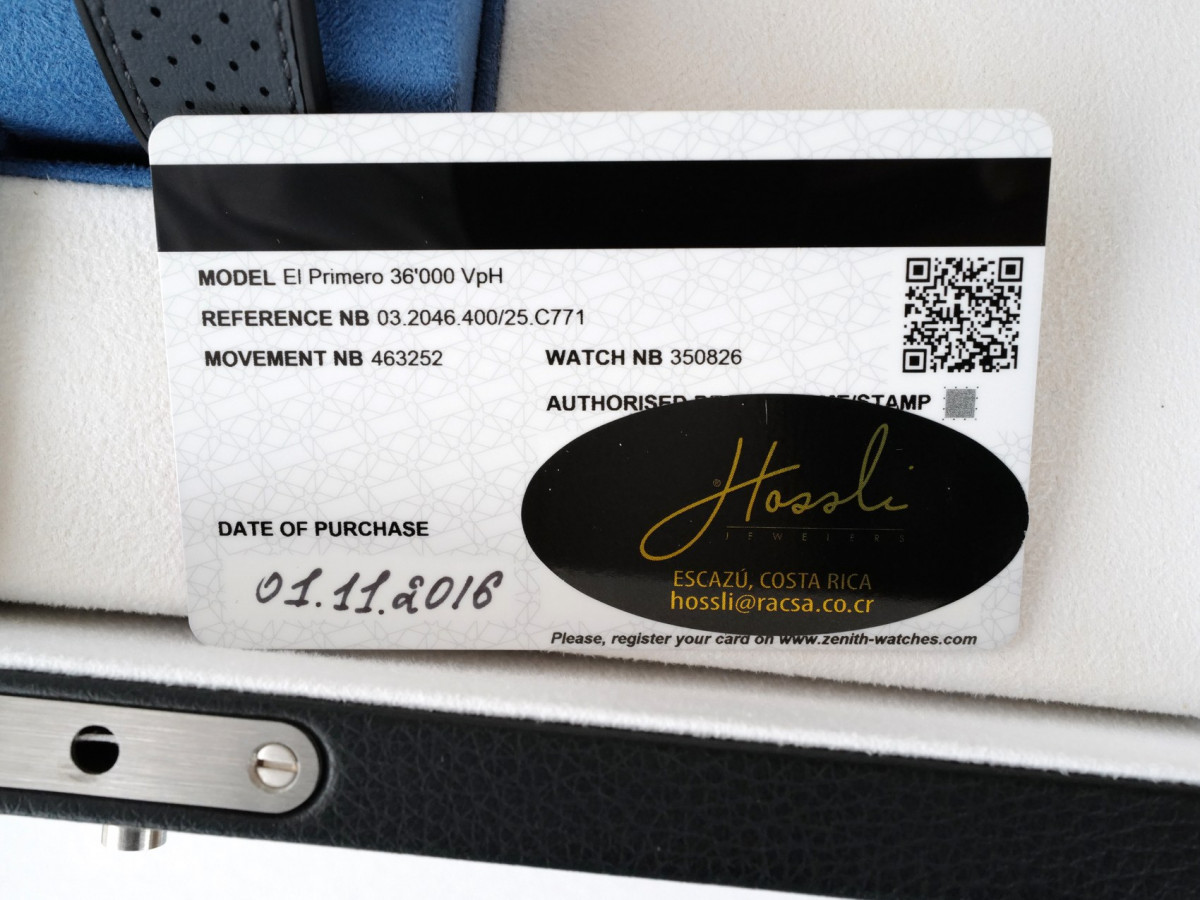 MODEL El Primero 36'000 VpH
REFERENCE NB 03.2046.400/25.C771
MOVEMENT NB 463252 WATCH NB 350826
AUTHORISED STAMP
® Hossli
JEWELERS
DATE OF PURCHASE
ESCAZÚ, COSTA RICA
01.11.2016
hossli@racsa.co.cr
Please, register your card on www.zenith-watches.com